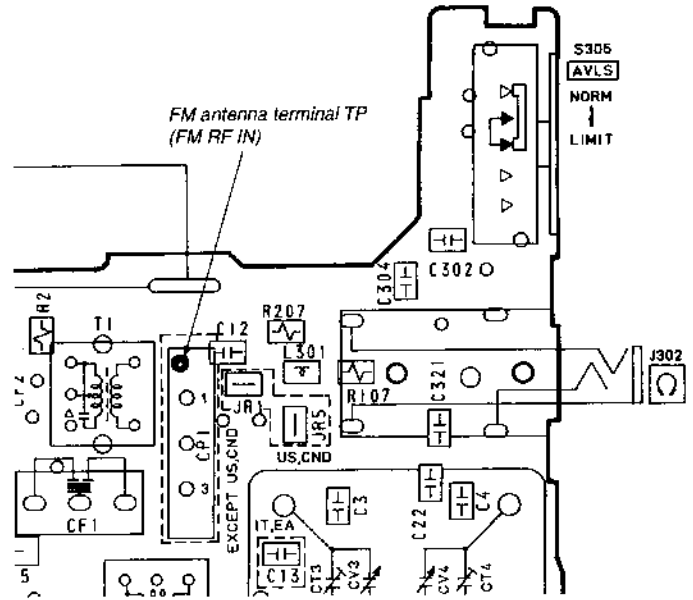 S305
AVLS
NORM
LIMIT
FM antenna terminal TP
(FM RF IN)
C302
C304
R2
T1
C12
R207
L301
J302
CF2
1
JR1
R107
C321
CP1
JR5
US,CND
3
EXCEPT US,CND
CF1
IT,EA
C3
C22
C4
5
C13
CT3
CV3
CV4
CT4